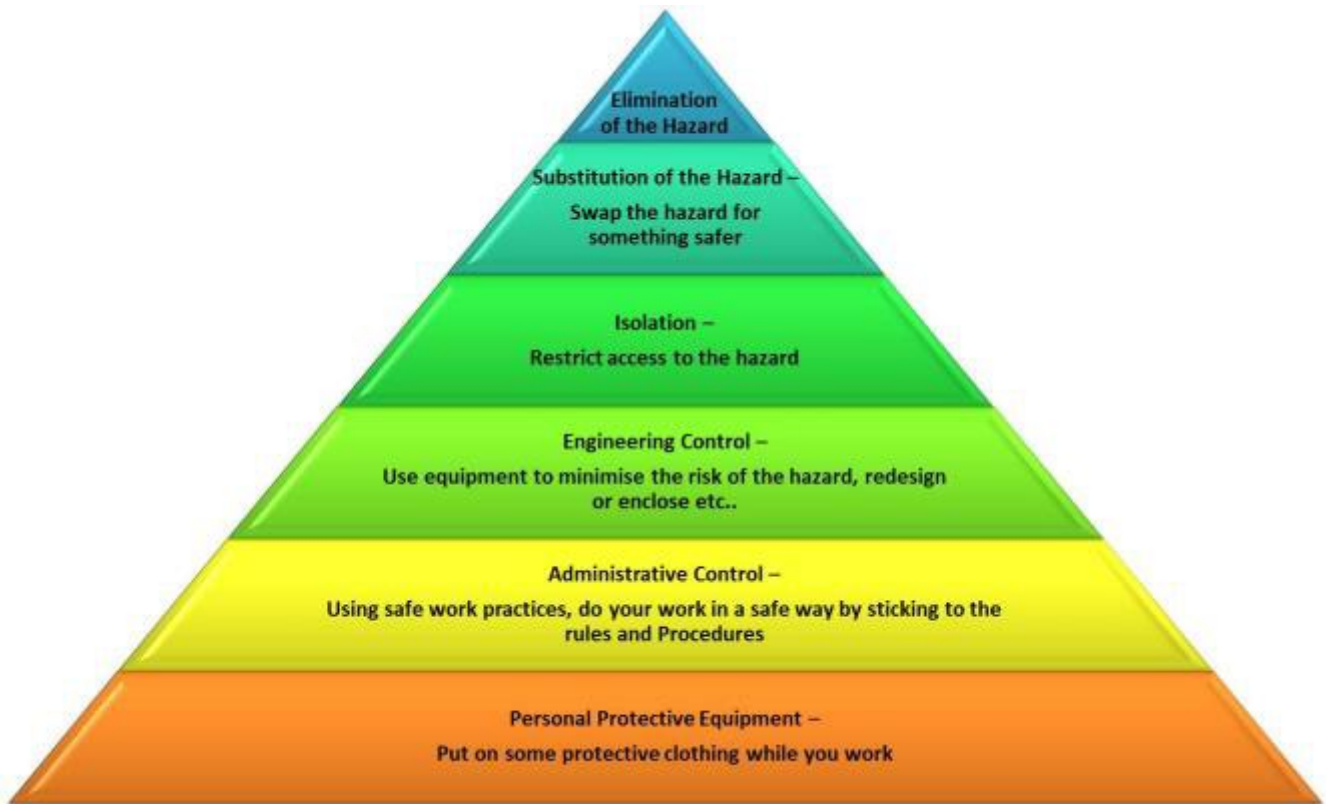 Elimination
of the Hazard
Substitution of the Hazard –
Swap the hazard for
something safer
Isolation –
Restrict access to the hazard
Engineering Control –
Use equipment to minimise the risk of the hazard, redesign
or enclose etc..
Administrative Control –
Using safe work practices, do your work in a safe way by sticking to the
rules and Procedures
Personal Protective Equipment –
Put on some protective clothing while you work